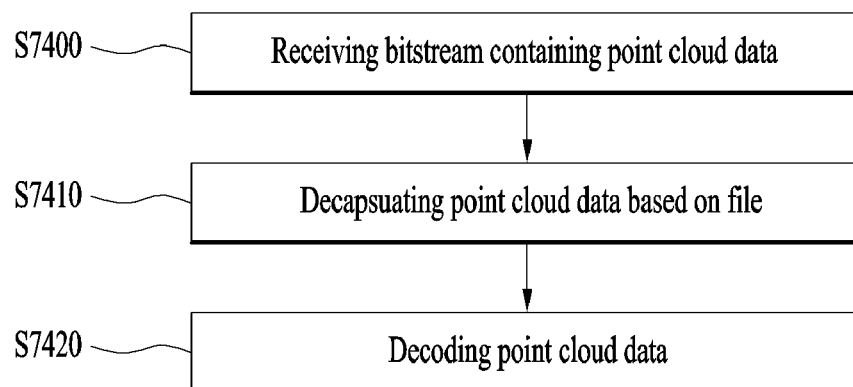 S7400
Receiving bitstream containing point cloud data
S7410
Decapsuating point cloud data based on file
S7420
Decoding point cloud data